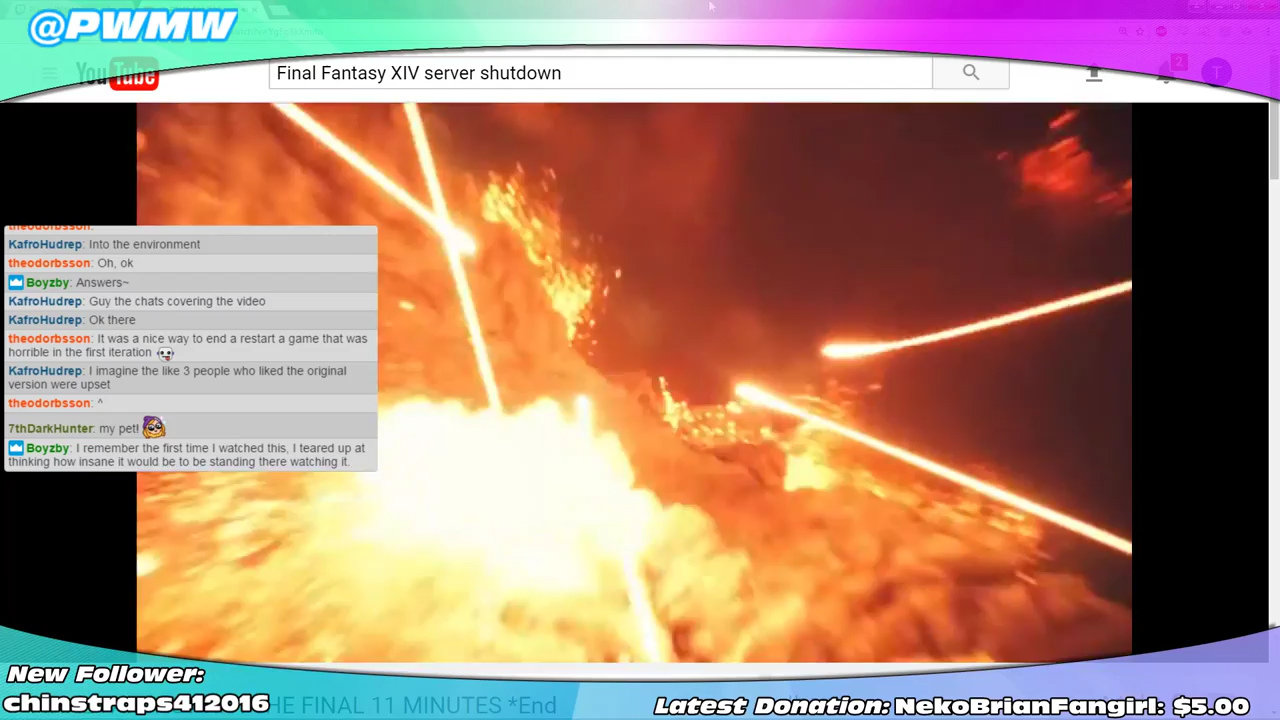 @PWMW
YouTube
Final Fantasy XIV server shutdown
2
T
theodorbsson:
KafroHudrep: Into the environment
theodorbsson: Oh, ok
Boyzby: Answers~
KafroHudrep: Guy the chats covering the video
KafroHudrep: Ok there
theodorbsson: It was a nice way to end a restart a game that was
horrible in the first iteration
KafroHudrep: I imagine the like 3 people who liked the original
version were upset
theodorbsson: ^
7thDarkHunter: my pet!
Boyzby: I remember the first time I watched this, I teared up at
thinking how insane it would be to be standing there watching it.
New Follower:
chinstraps412016
HE FINAL 11 MINUTES *End
Latest Donation: NekoBrianFangirl: $5.00